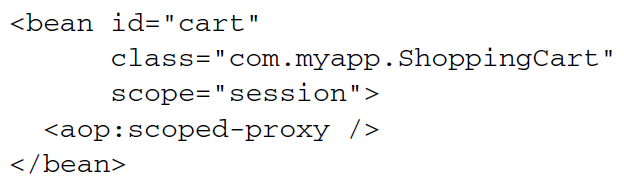 <bean id="cart"
      class="com.myapp.ShoppingCart"
      scope="session">
  <aop:scoped-proxy />
</bean>